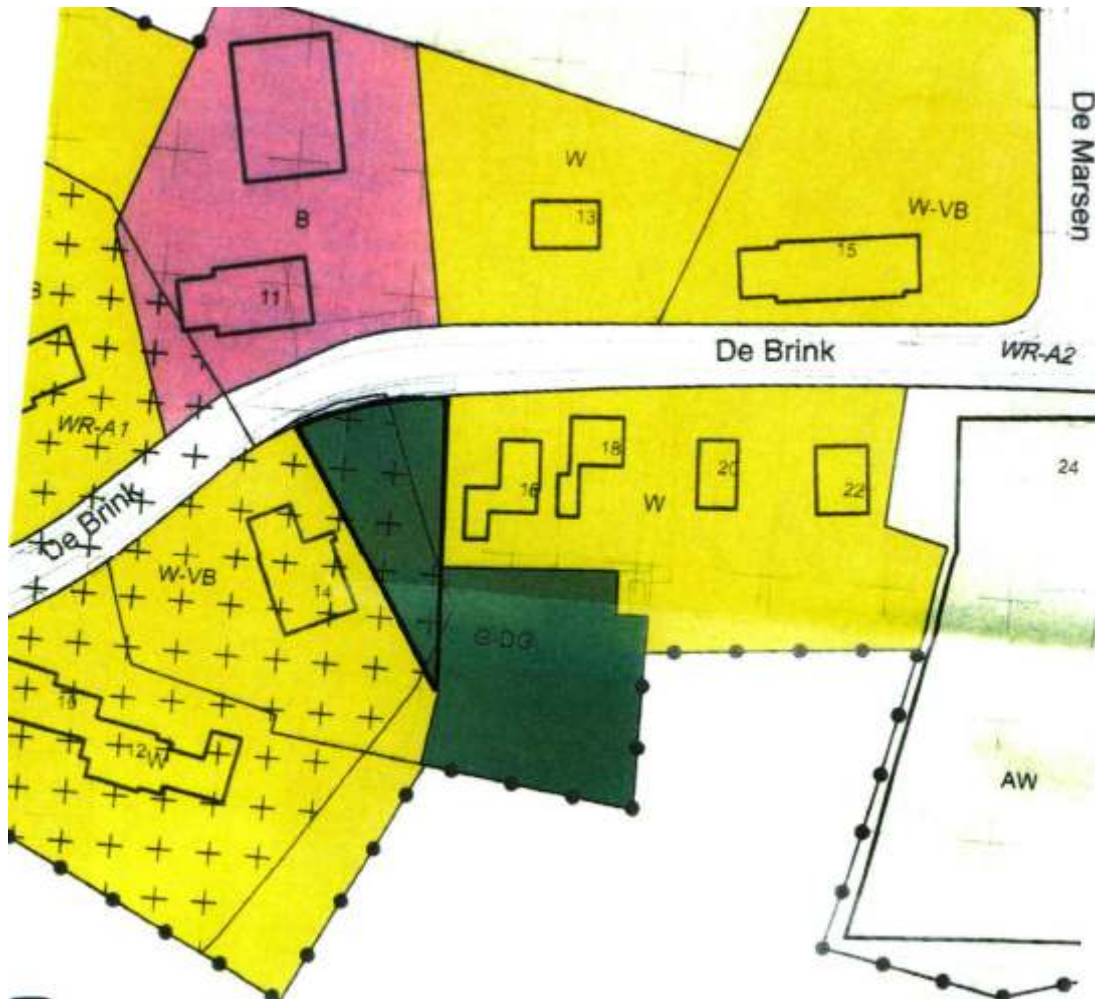 De Marsen
W
13
W-VB
15
B
11
De Brink
WR-A2
WR-A1
De Brink
16
18
W
20
22
24
W-VB
14
G-DG
12
W
AW